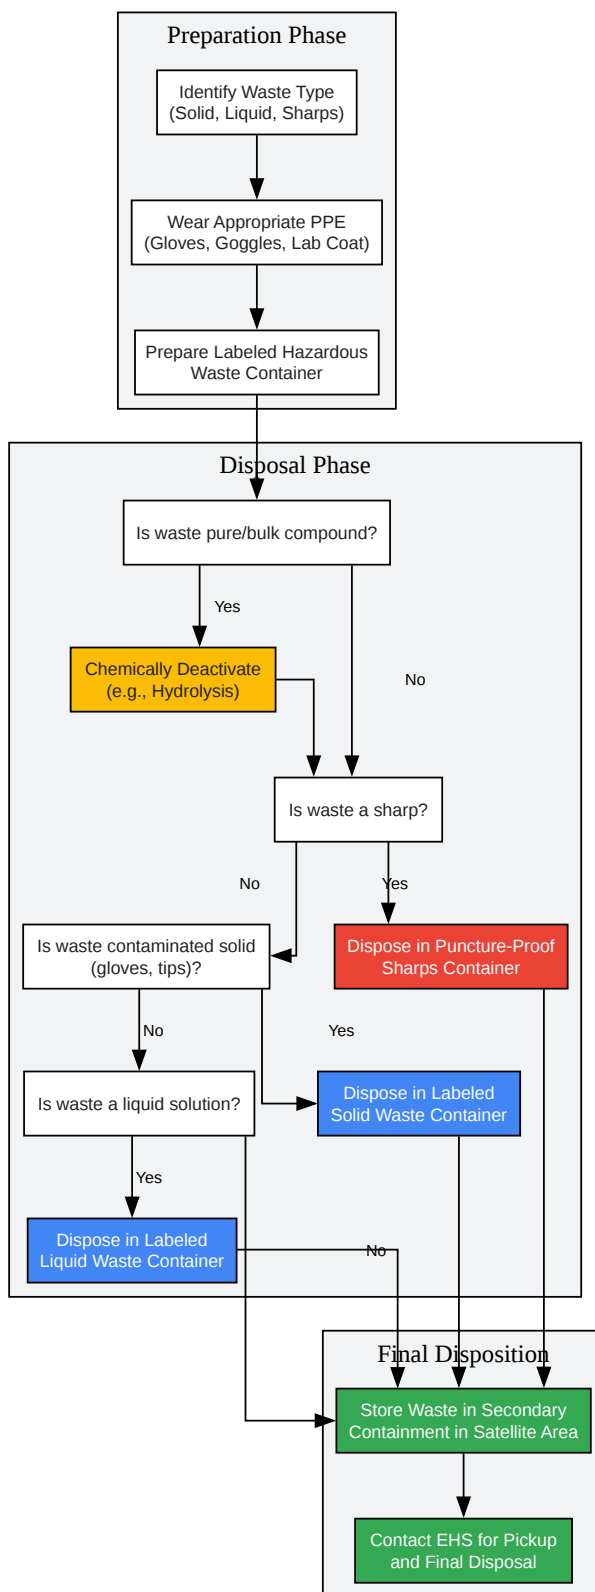 Preparation Phase
Identify Waste Type
(Solid, Liquid, Sharps)
Wear Appropriate PPE
(Gloves, Goggles, Lab Coat)
Prepare Labeled Hazardous
Waste Container
Disposal Phase
Is waste pure/bulk compound?
Yes
Chemically Deactivate
(e.g., Hydrolysis)
No
Is waste a sharp?
No
Yes
Is waste contaminated solid
(gloves, tips)?
Dispose in Puncture-Proof
Sharps Container
No
Yes
Is waste a liquid solution?
Dispose in Labeled
Solid Waste Container
Yes
Dispose in Labeled
Liquid Waste Container
No
Final Disposition
Store Waste in Secondary
Containment in Satellite Area
Contact EHS for Pickup
and Final Disposal